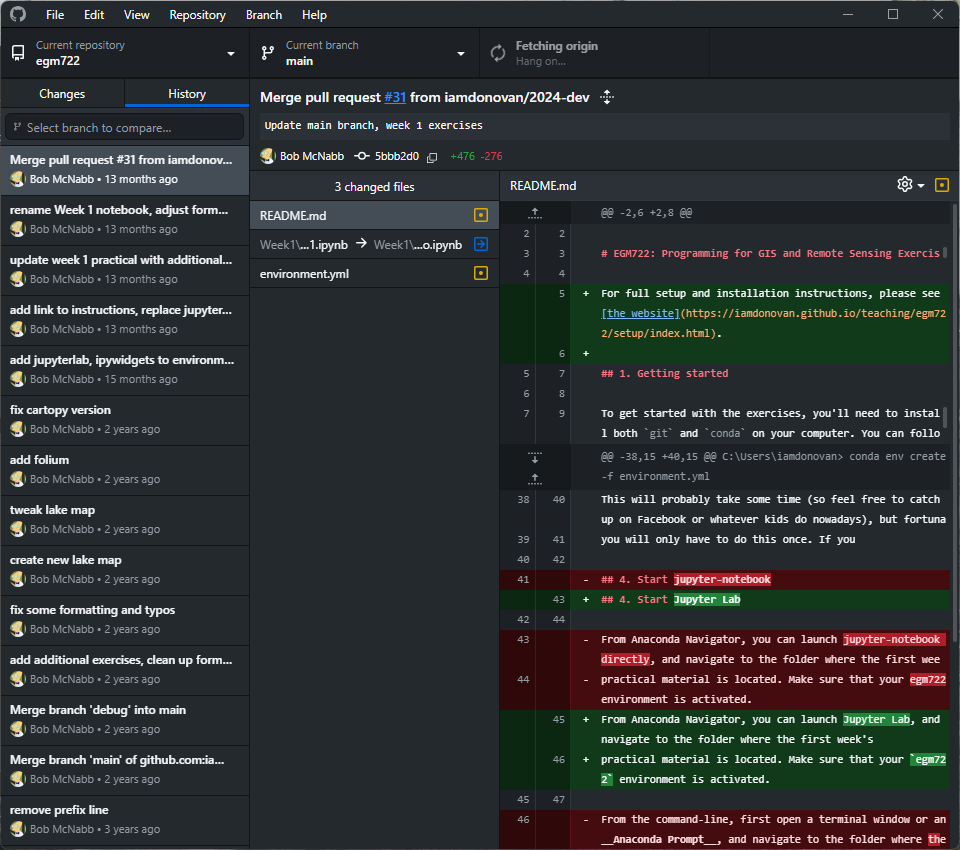 File Edit View Repository Branch Help
Current repository
egm722
Current branch
main
Fetching origin
Hang on...
Changes History
Select branch to compare...
Merge pull request #31 from iamdonov...
Bob McNabb • 13 months ago
rename Week 1 notebook, adjust form...
Bob McNabb • 13 months ago
update week 1 practical with additional...
Bob McNabb • 13 months ago
add link to instructions, replace jupyter...
Bob McNabb • 13 months ago
add jupyterlab, ipywidgets to environm...
Bob McNabb • 15 months ago
fix cartopy version
Bob McNabb • 2 years ago
add folium
Bob McNabb • 2 years ago
tweak lake map
Bob McNabb • 2 years ago
create new lake map
Bob McNabb • 2 years ago
fix some formatting and typos
Bob McNabb • 2 years ago
add additional exercises, clean up form...
Bob McNabb • 2 years ago
Merge branch 'debug' into main
Bob McNabb • 2 years ago
Merge branch 'main' of github.com:ia...
Bob McNabb • 2 years ago
remove prefix line
Bob McNabb • 3 years ago
Merge pull request #31 from iamdonovan/2024-dev
Update main branch, week 1 exercises
Bob McNabb 5bbb2d0 +476 -276
3 changed files
README.md
Week1\...1.ipynb → Week1\...o.ipynb
environment.yml
README.md
@@ -2,6 +2,8 @@
2 2
3 3 # EGM722: Programming for GIS and Remote Sensing Exercis
4 4
5 + For full setup and installation instructions, please see
[the website](https://iamdonovan.github.io/teaching/egm72
2/setup/index.html).
6 +
5 7 ## 1. Getting started
6 8
7 9 To get started with the exercises, you'll need to instal
l both `git` and `conda` on your computer. You can follo
@@ -38,15 +40,15 @@ C:\Users\iamdonovan> conda env create
-f environment.yml
38 40 This will probably take some time (so feel free to catch
up on Facebook or whatever kids do nowadays), but fortuna
39 41 you will only have to do this once. If you
40 42
41 - ## 4. Start jupyter-notebook
43 + ## 4. Start Jupyter Lab
42 44
43 - From Anaconda Navigator, you can launch jupyter-notebook
directly, and navigate to the folder where the first wee
44 - practical material is located. Make sure that your egm722
environment is activated.
45 + From Anaconda Navigator, you can launch Jupyter Lab, and
navigate to the folder where the first week's
46 + practical material is located. Make sure that your `egm72
2` environment is activated.
45 47
46 - From the command-line, first open a terminal window or an
__Anaconda Prompt__, and navigate to the folder where the